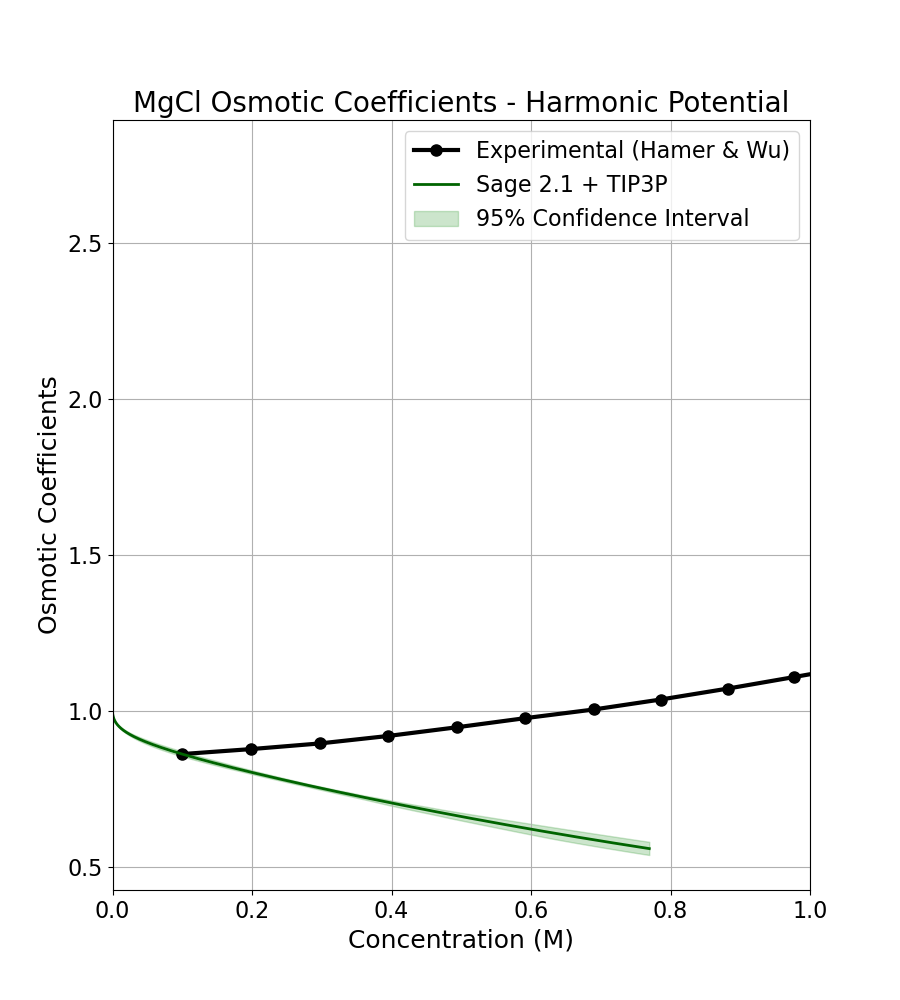 MgCl Osmotic Coefficients - Harmonic Potential
Experimental (Hamer & Wu)
Sage 2.1 + TIP3P
95% Confidence Interval
Osmotic Coefficients
2.5
2.0
1.5
1.0
0.5
0.0 0.2 0.4 0.6 0.8 1.0
Concentration (M)